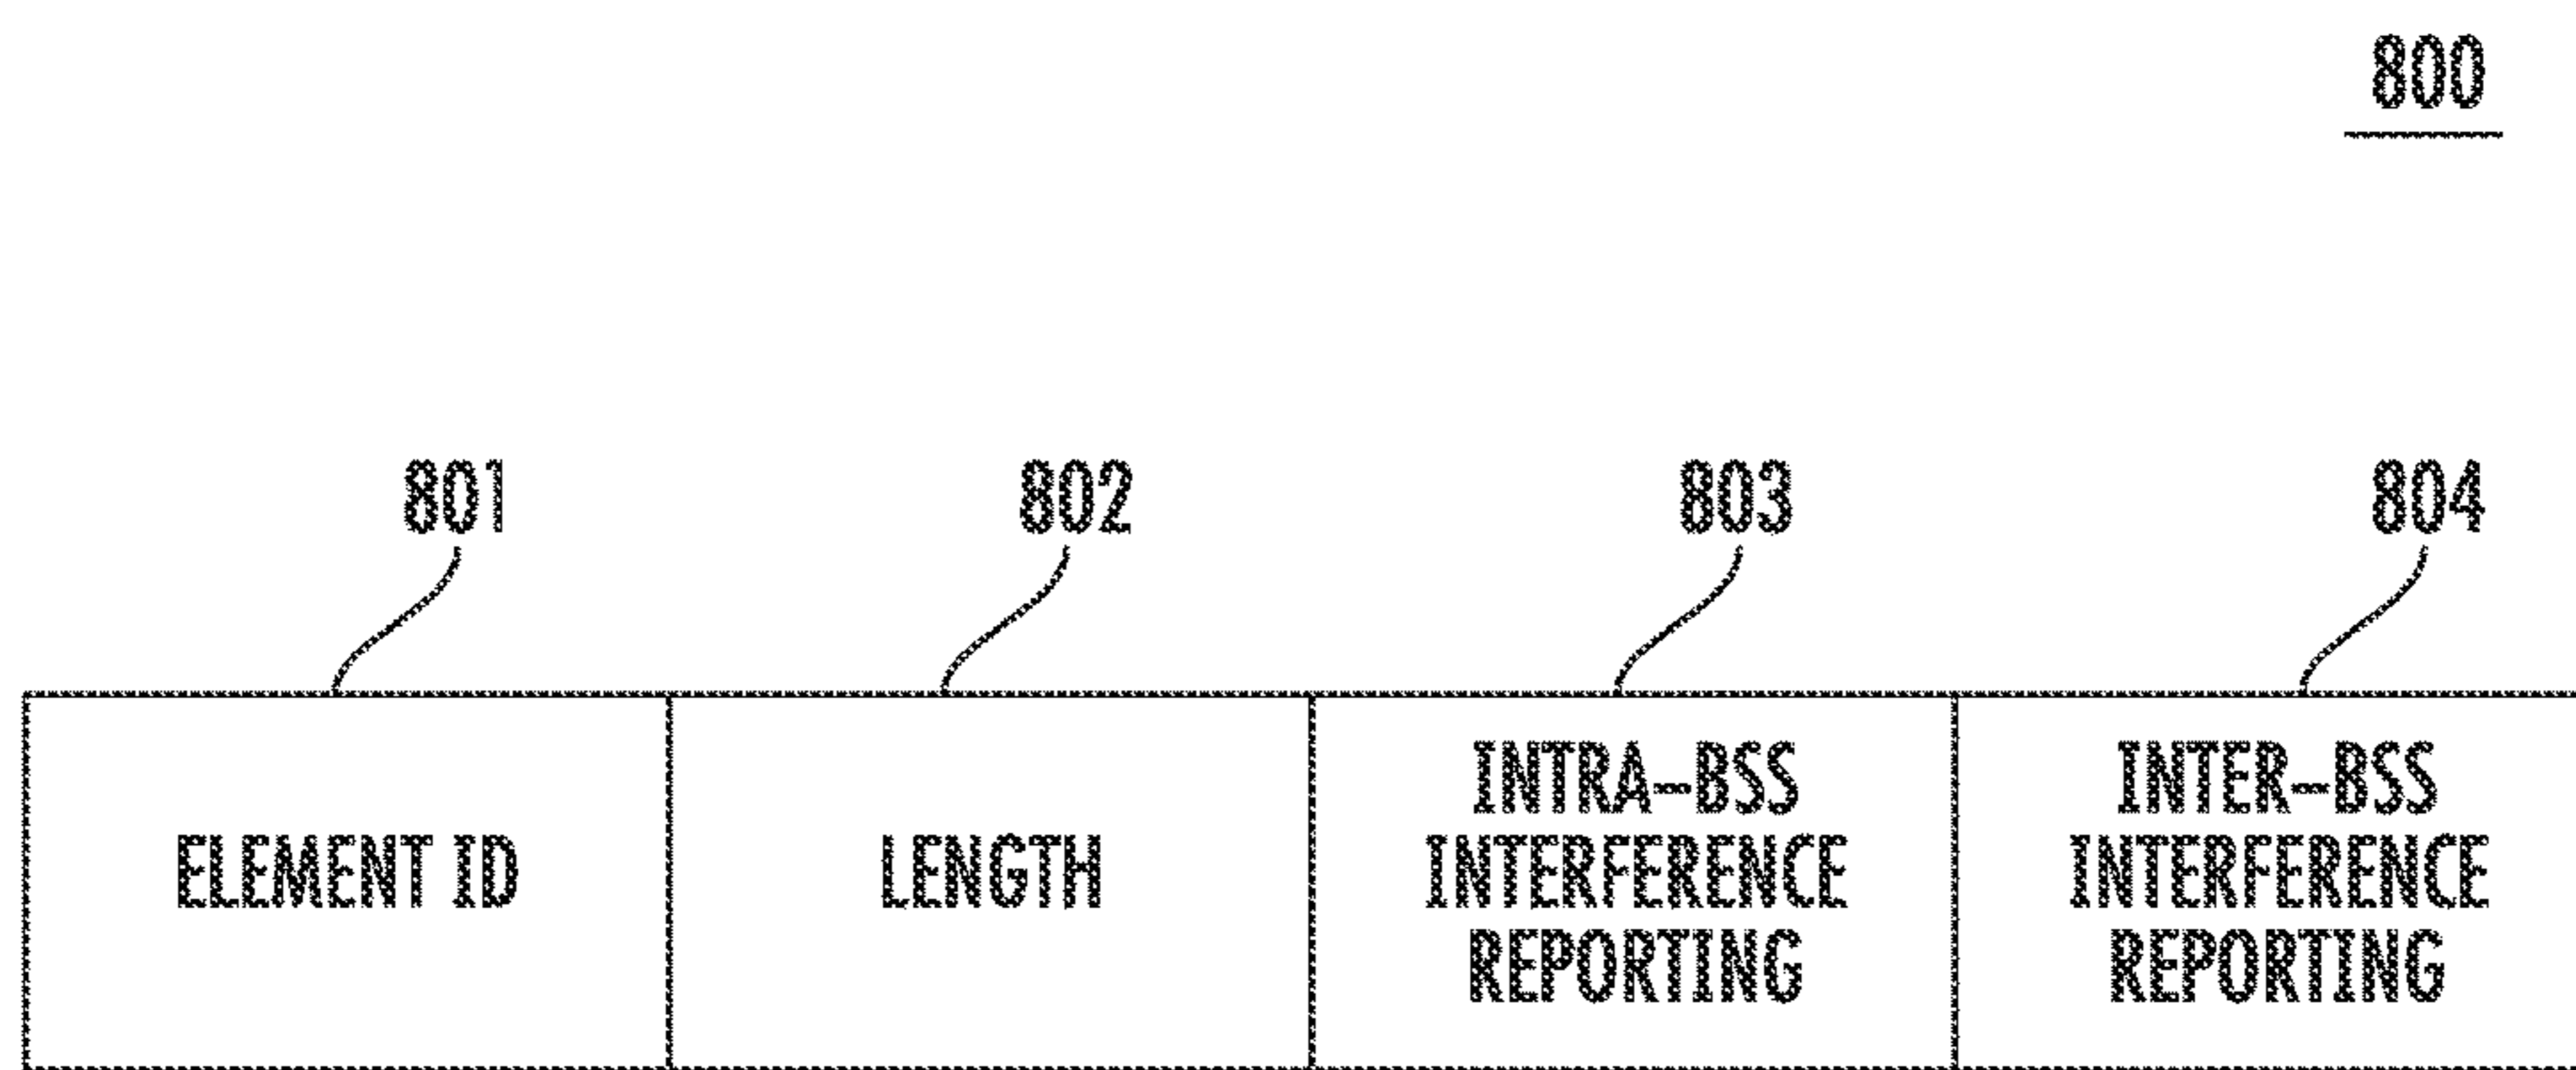 800
801
802
803
804
ELEMENT ID
LENGTH
INTRA-BSS
INTERFERENCE
REPORTING
INTER-BSS
INTERFERENCE
REPORTING